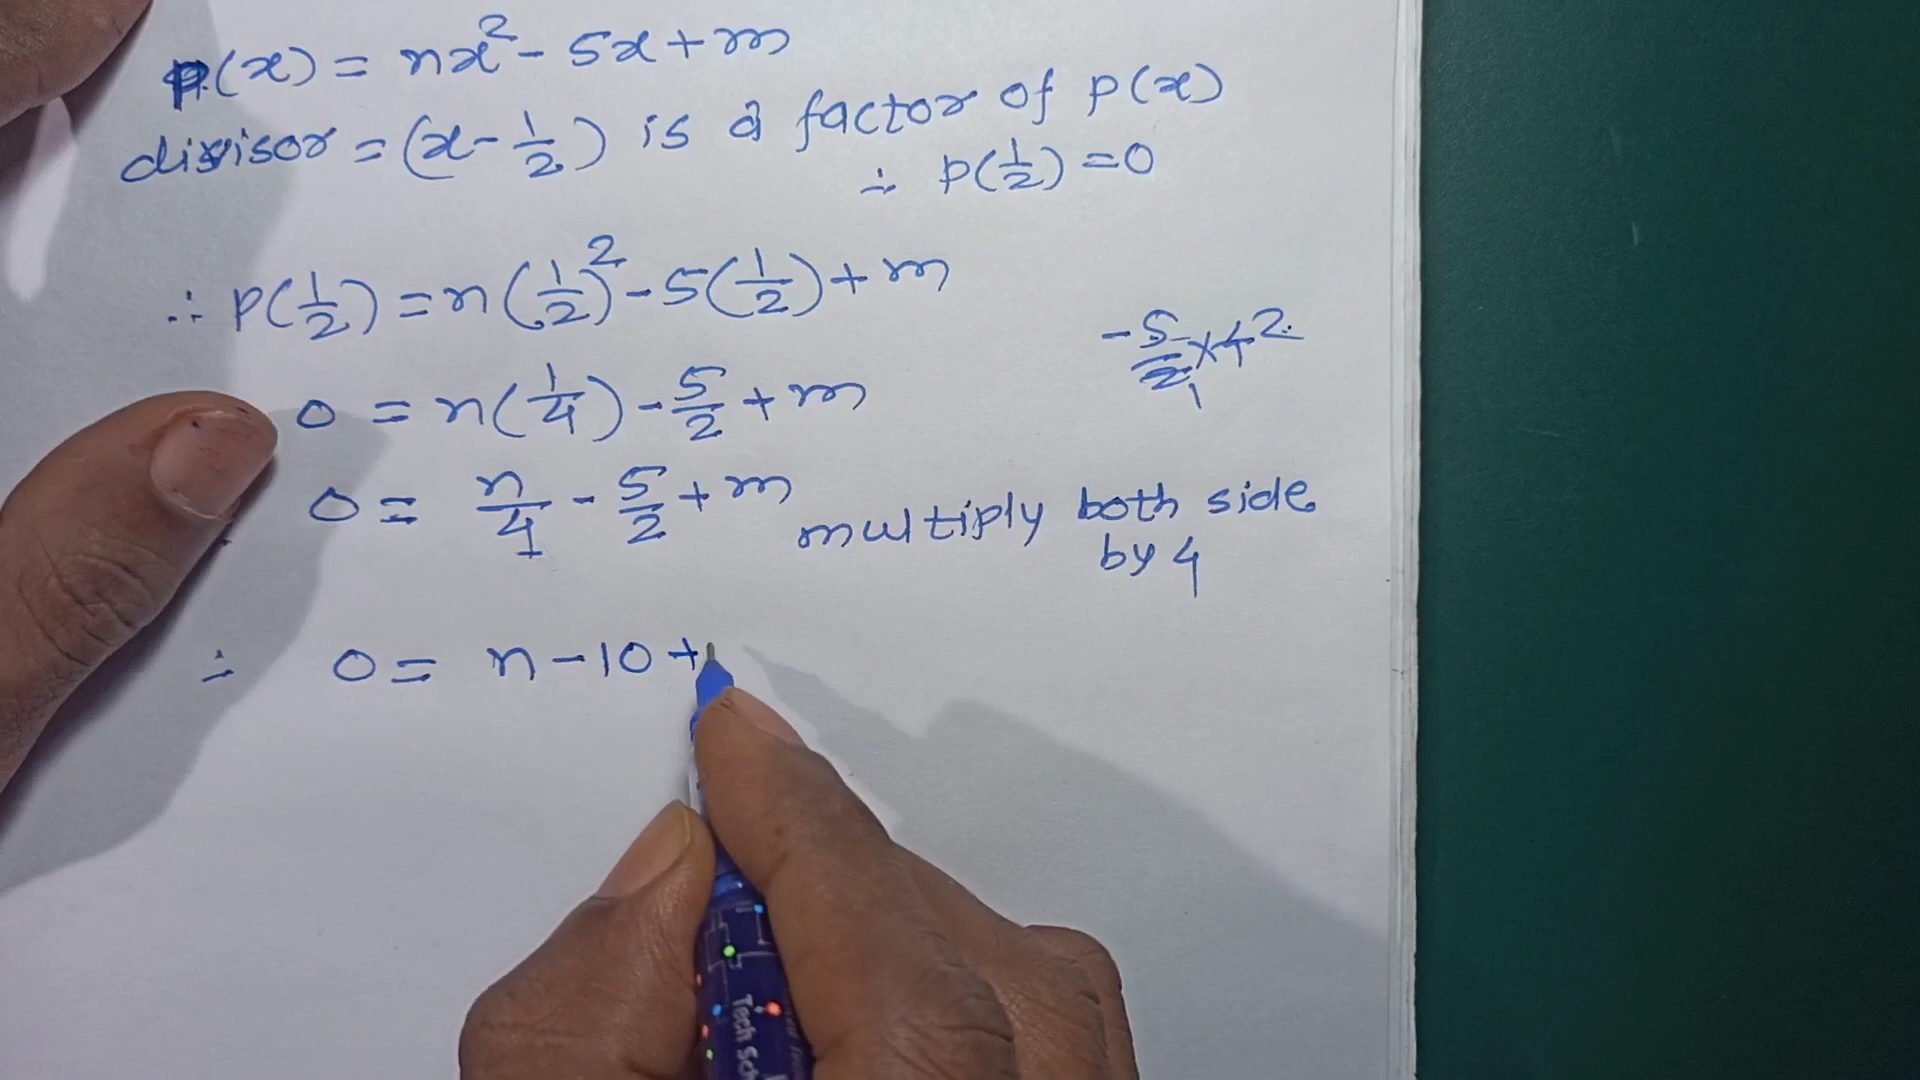 p(x) = nx² - 5x + m
divisor = (x - 1/2) is a factor of p(x)
∴ p(1/2) = 0
∴ p(1/2) = n(1/2)² - 5(1/2) + m
0 = n(1/4) - 5/2 + m
-5/2 × 4 2
1
0 = n/4 - 5/2 + m
multiply both side
by 4
∴ 0 = n - 10 +
Tech